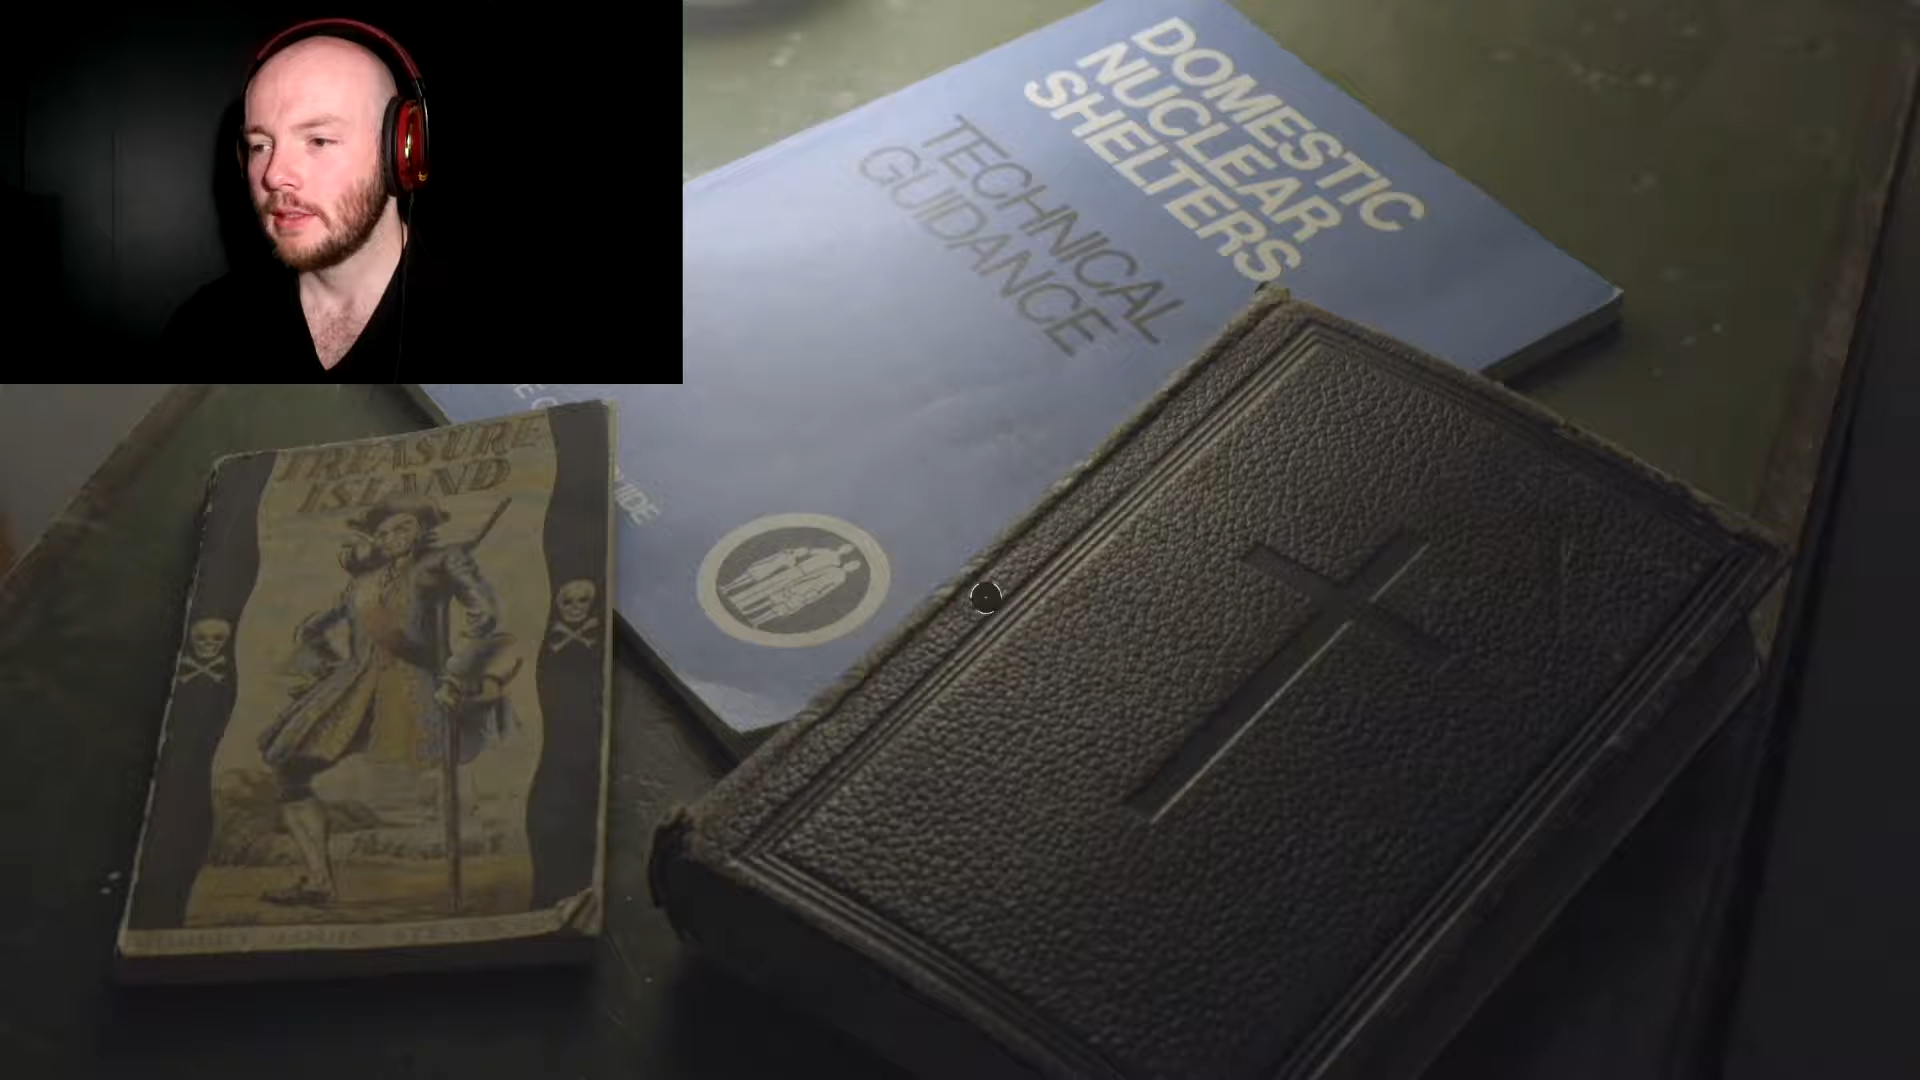 DOMESTIC
NUCLEAR
SHELTERS
TECHNICAL
GUIDANCE
TREASURE
ISLAND